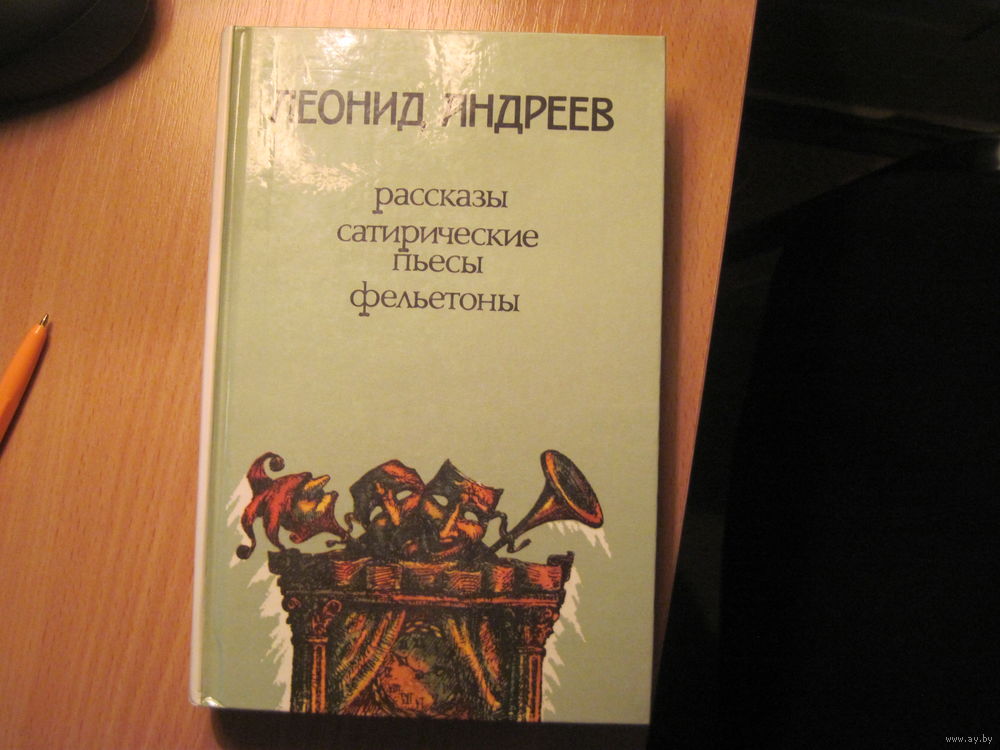 ЛЕОНИД АНДРЕЕВ
рассказы
сатирические
пьесы
фельетоны
www.ay.by